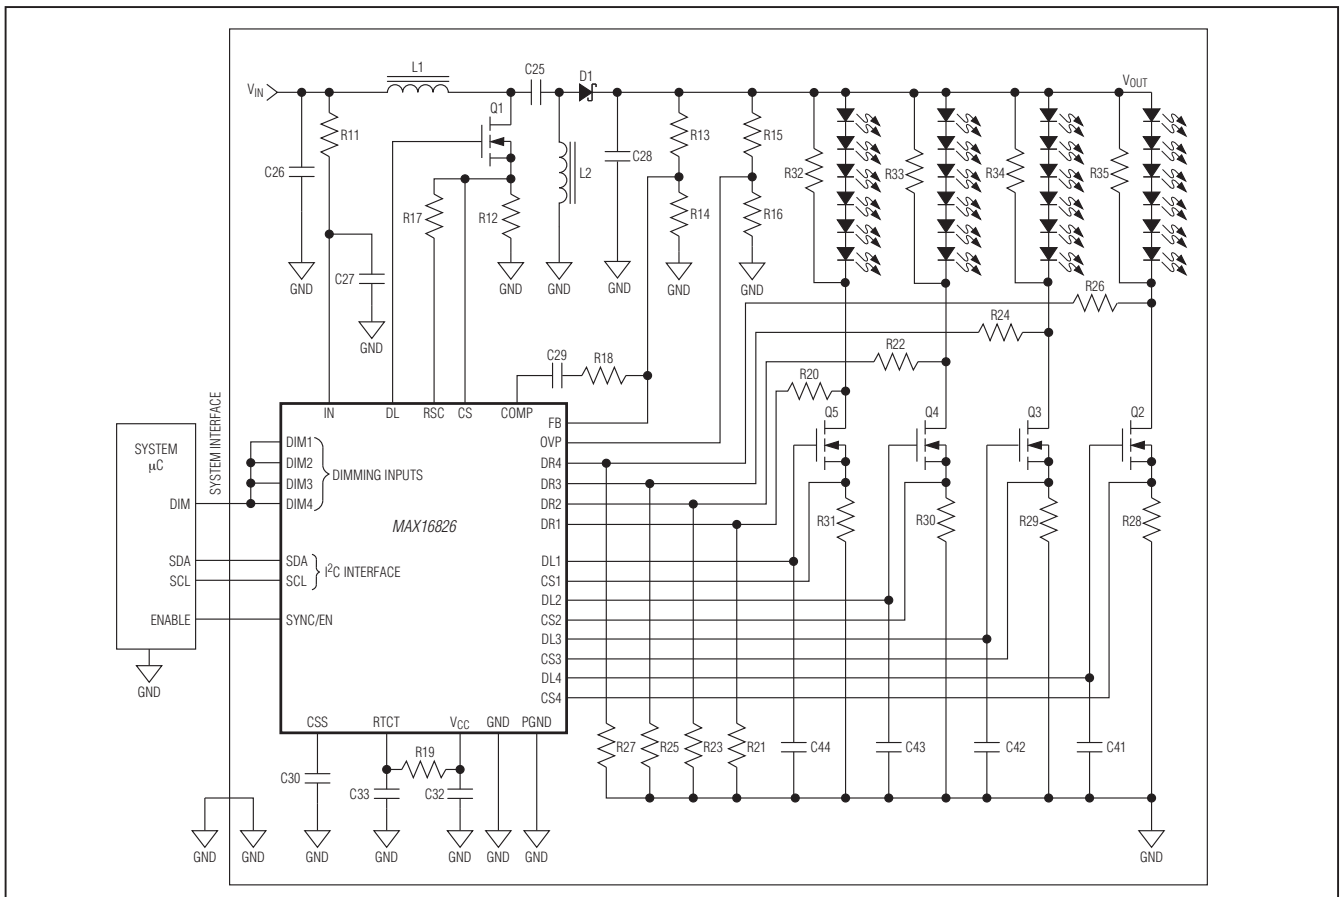 L1
C25
D1
VIN
VOUT
Q1
R11
R13
R15
C26
C28
L2
R32
R33
R34
R35
R17
R12
R14
R16
C27
GND
GND
GND
GND
GND
GND
GND
R26
R24
R22
R20
C29
R18
SYSTEM INTERFACE
IN
DL
RSC
CS
COMP
FB
OVP
DR4
DR3
DR2
DR1
DL1
CS1
DL2
CS2
DL3
CS3
DL4
CS4
Q5
Q4
Q3
Q2
SYSTEM
µC
DIM1
DIM2
DIM3
DIM4
DIMMING INPUTS
DIM
MAX16826
SDA
SCL
SDA
SCL
I2C INTERFACE
ENABLE
SYNC/EN
GND
R31
R30
R29
R28
CSS
RTCT
VCC
GND
PGND
R19
C30
C33
C32
R27
R25
R23
R21
C44
C43
C42
C41
GND
GND
GND
GND
GND
GND
GND
GND